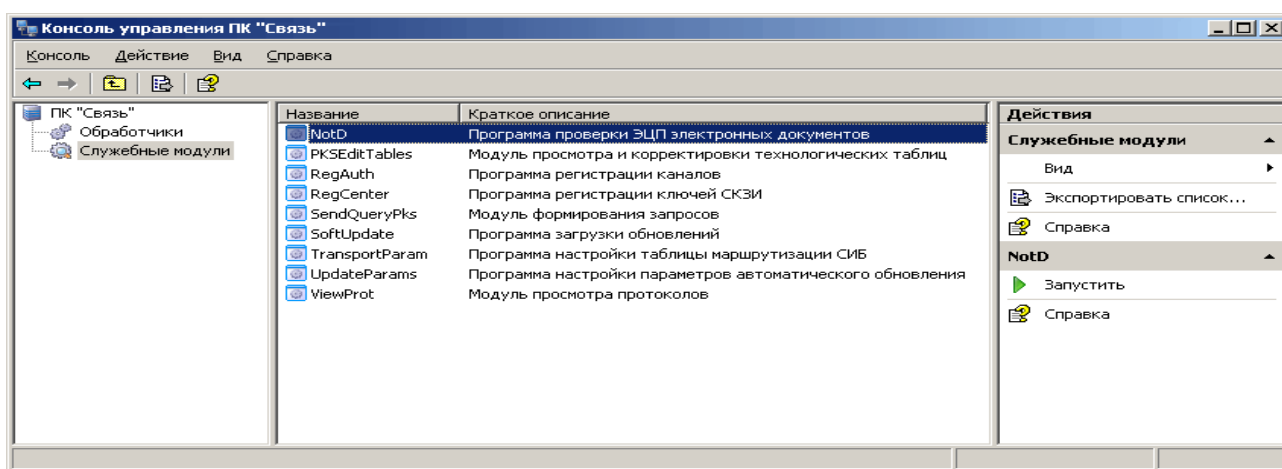 Консоль управления ПК "Связь"
Консоль Действие Вид Справка
ПК "Связь"
Обработчики
Служебные модули
Название Краткое описание
NotD Программа проверки ЭЦП электронных документов
PKSEditTables Модуль просмотра и корректировки технологических таблиц
RegAuth Программа регистрации каналов
RegCenter Программа регистрации ключей СКЗИ
SendQueryPks Модуль формирования запросов
SoftUpdate Программа загрузки обновлений
TransportParam Программа настройки таблицы маршрутизации СИБ
UpdateParams Программа настройки параметров автоматического обновления
ViewProt Модуль просмотра протоколов
Действия
Служебные модули
Вид
Экспортировать список...
Справка
NotD
Запустить
Справка